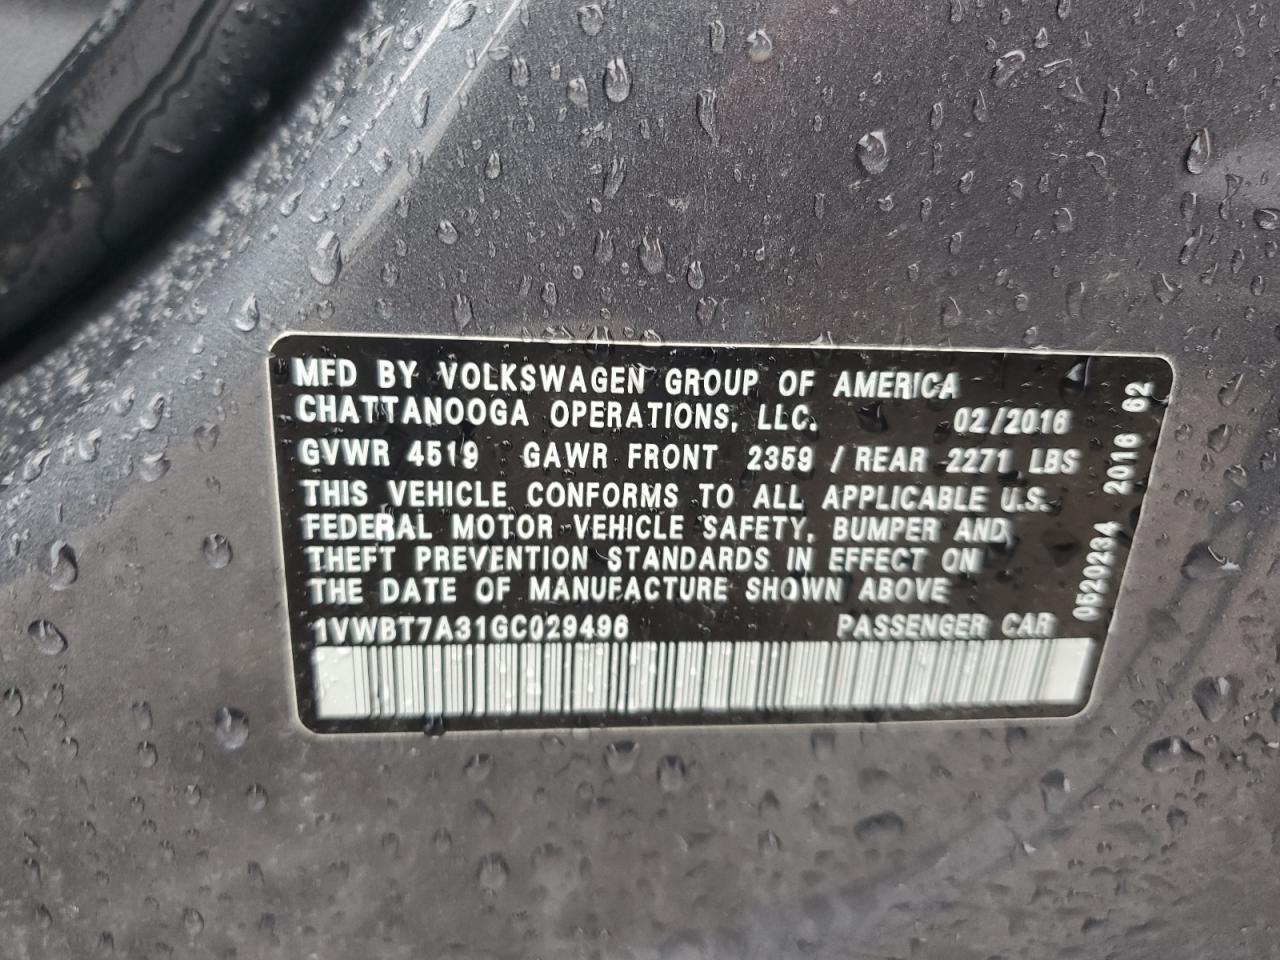 MFD BY VOLKSWAGEN GROUP OF AMERICA
CHATTANOOGA OPERATIONS, LLC. 02/2016
GVWR 4519 GAWR FRONT 2359 / REAR 2271 LBS
THIS VEHICLE CONFORMS TO ALL APPLICABLE U.S.
FEDERAL MOTOR VEHICLE SAFETY, BUMPER AND
THEFT PREVENTION STANDARDS IN EFFECT ON
THE DATE OF MANUFACTURE SHOWN ABOVE
1VWBT7A31GC029496 PASSENGER CAR
0520234 2016 62